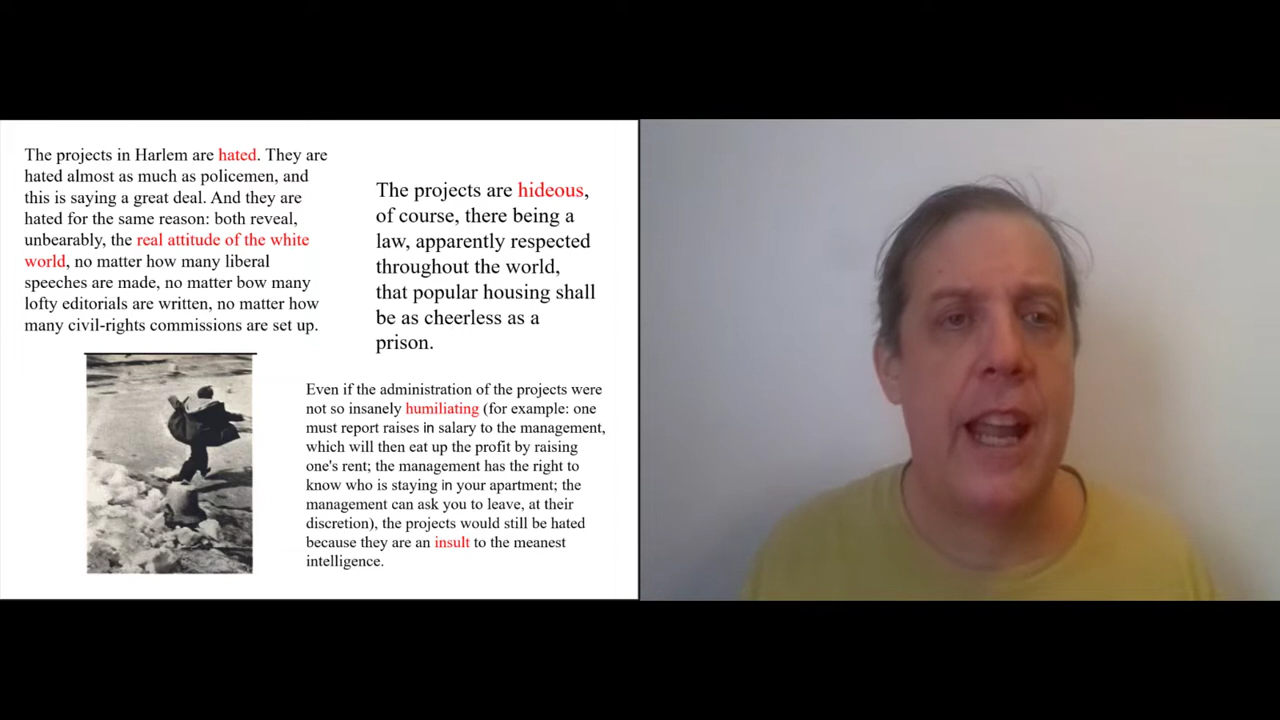 The projects in Harlem are hated. They are
hated almost as much as policemen, and
this is saying a great deal. And they are
hated for the same reason: both reveal,
unbearably, the real attitude of the white
world, no matter how many liberal
speeches are made, no matter bow many
lofty editorials are written, no matter how
many civil-rights commissions are set up.
The projects are hideous,
of course, there being a
law, apparently respected
throughout the world,
that popular housing shall
be as cheerless as a
prison.
Even if the administration of the projects were
not so insanely humiliating (for example: one
must report raises in salary to the management,
which will then eat up the profit by raising
one's rent; the management has the right to
know who is staying in your apartment; the
management can ask you to leave, at their
discretion), the projects would still be hated
because they are an insult to the meanest
intelligence.